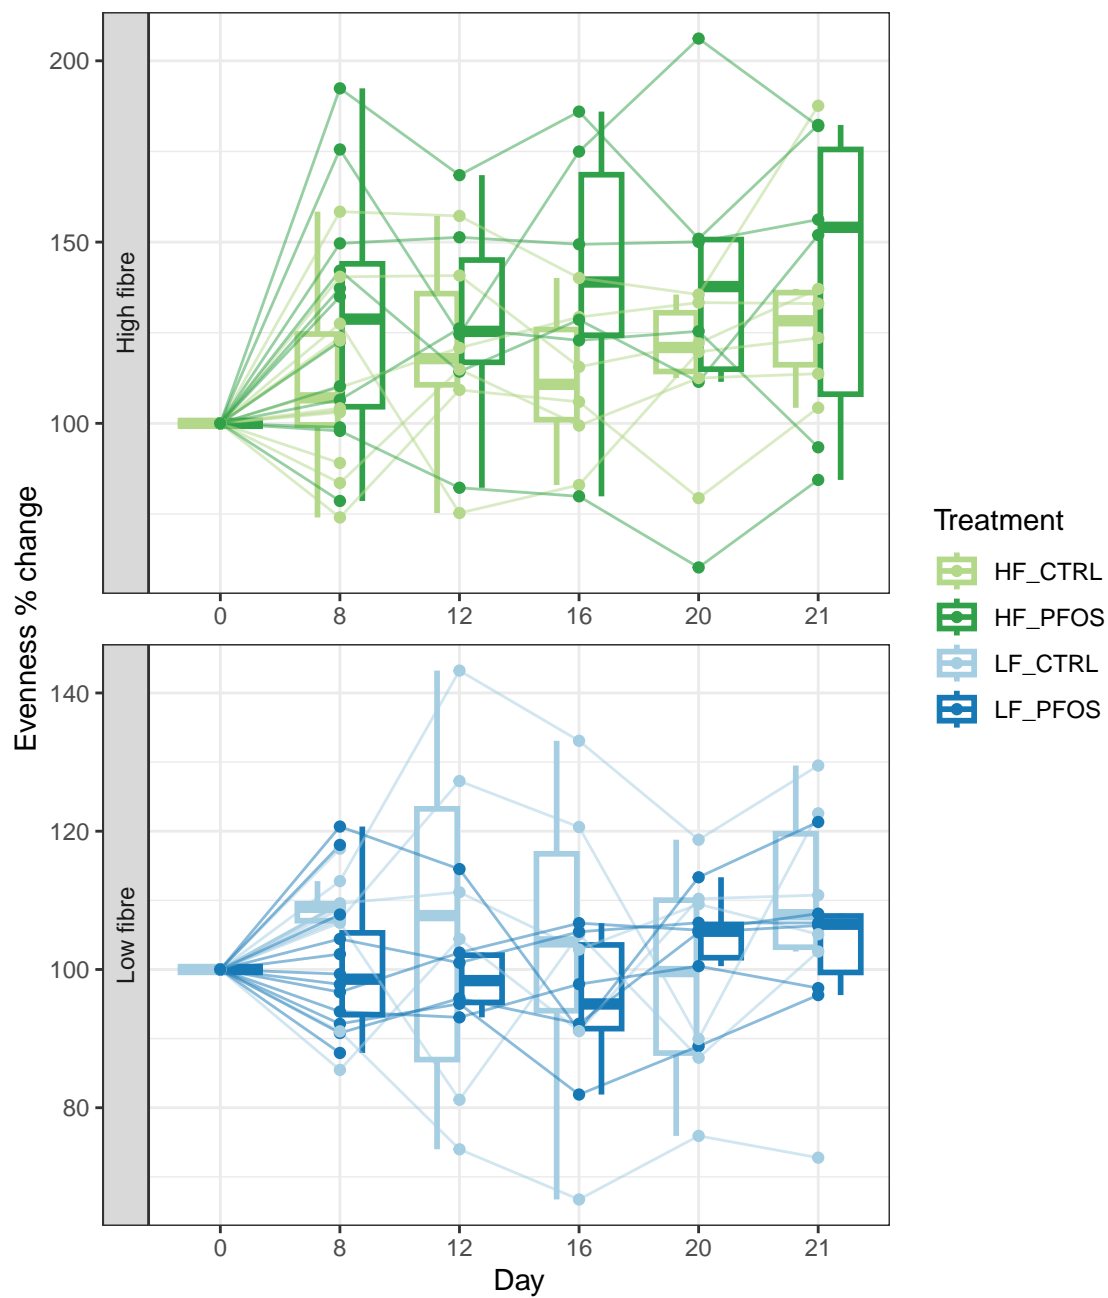 Evenness % change
High fibre
200
150
100
0 8 12 16 20 21
Low fibre
140
120
100
80
0 8 12 16 20 21
Day
Treatment
HF_CTRL
HF_PFOS
LF_CTRL
LF_PFOS